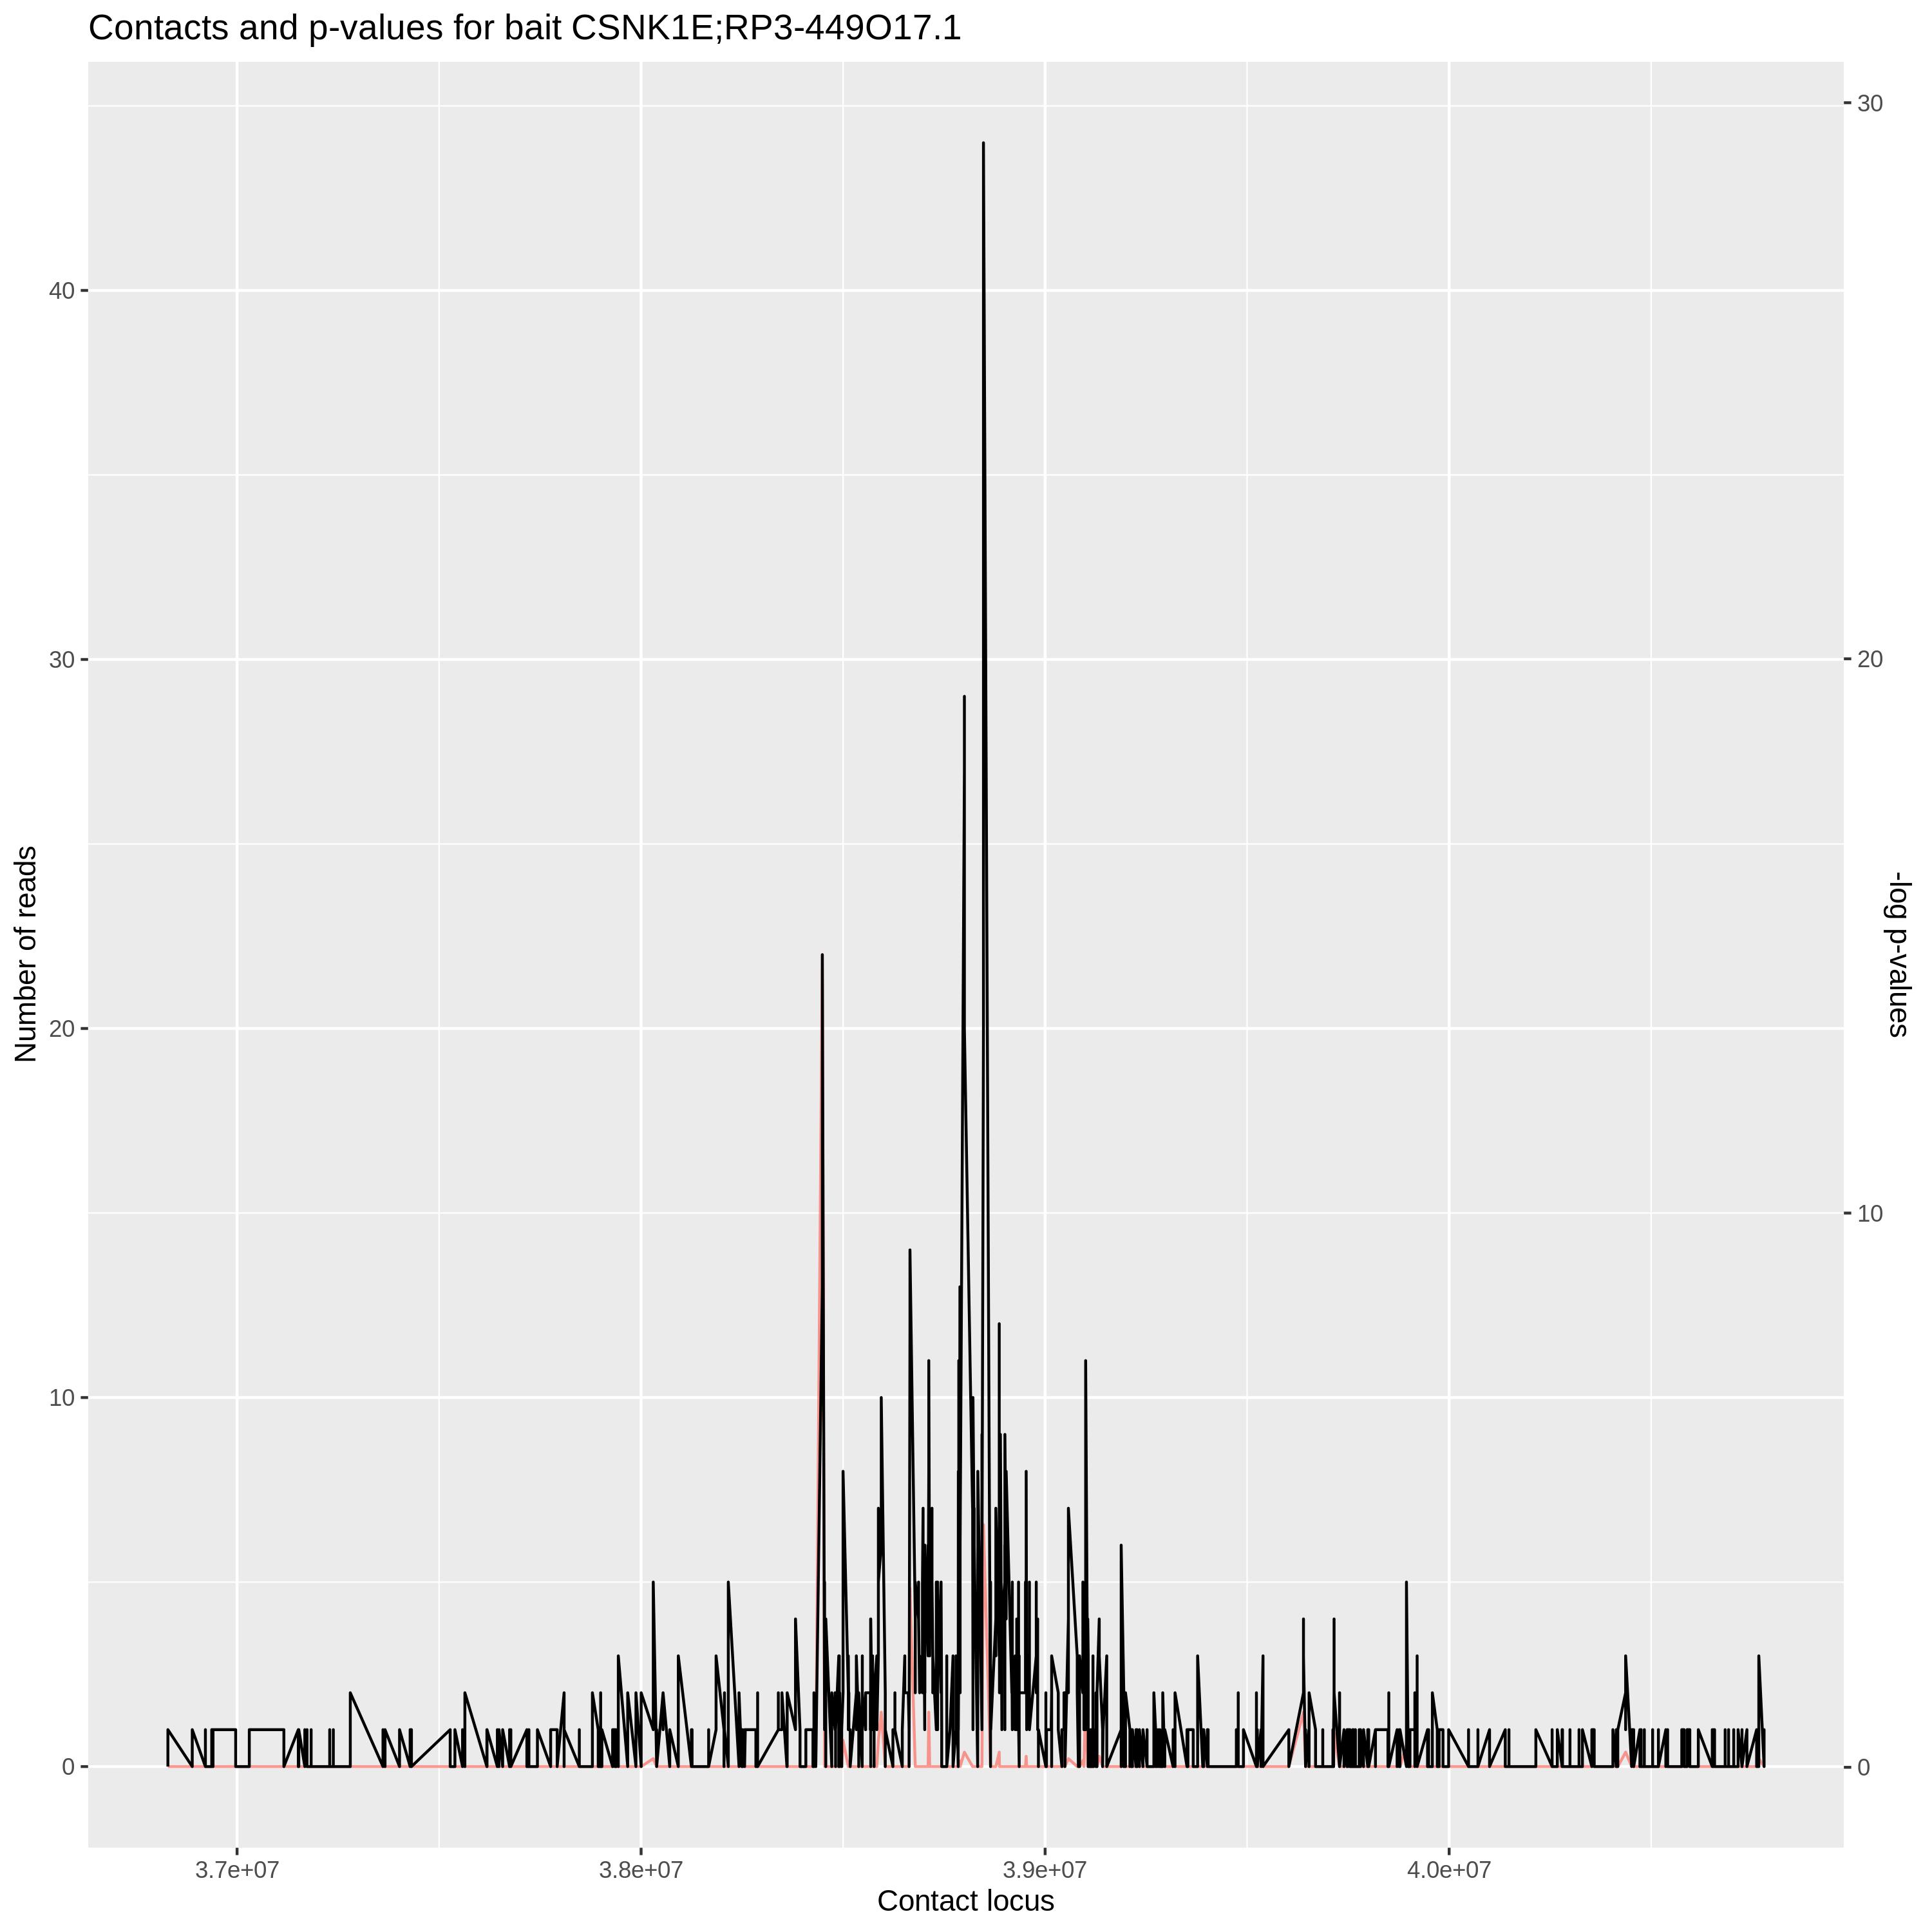 Contacts and p-values for bait CSNK1E;RP3-449O17.1
Number of reads
40
30
20
10
0
30
20
10
0
-log p-values
3.7e+07
3.8e+07
3.9e+07
4.0e+07
Contact locus